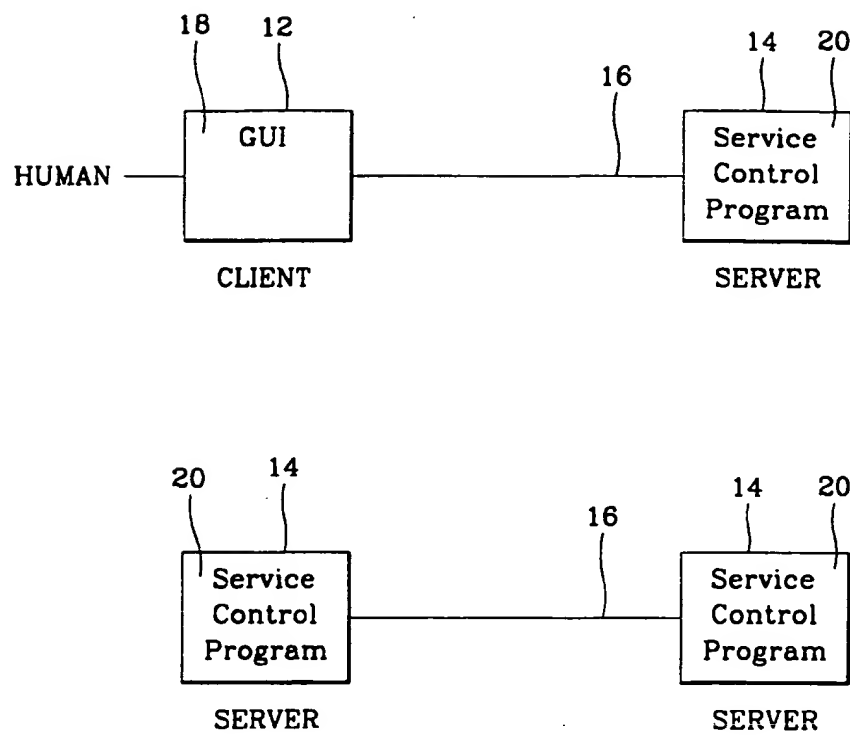 18
12
16
14
20
HUMAN
GUI
Service
Control
Program
CLIENT
SERVER
20
14
16
14
20
Service
Control
Program
Service
Control
Program
SERVER
SERVER